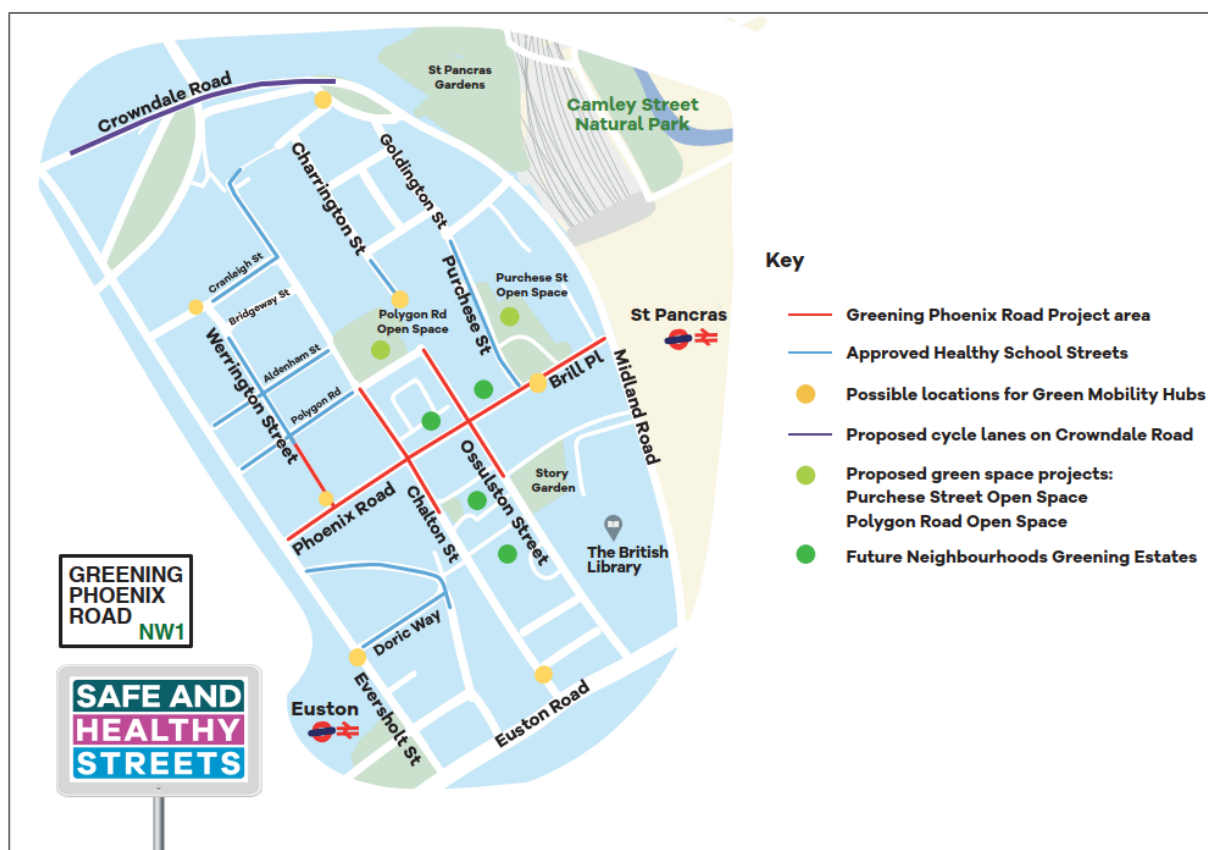 Crowndale Road
St Pancras
Gardens
Camley Street
Natural Park
Charrington St
Goldington St
Cranleigh St
Bridgeway St
Purchese St
Purchese St
Open Space
Polygon Rd
Open Space
St Pancras
Werrington Street
Aldenham St
Polygon Rd
Brill Pl
Midland Road
Phoenix Road
Chalton St
Ossulston Street
Story
Garden
The British
Library
Doric Way
Eversholt St
Euston Road
Euston
Key
Greening Phoenix Road Project area
Approved Healthy School Streets
Possible locations for Green Mobility Hubs
Proposed cycle lanes on Crowndale Road
Proposed green space projects:
Purchese Street Open Space
Polygon Road Open Space
Future Neighbourhoods Greening Estates
GREENING
PHOENIX
ROAD
NW1
SAFE AND
HEALTHY
STREETS